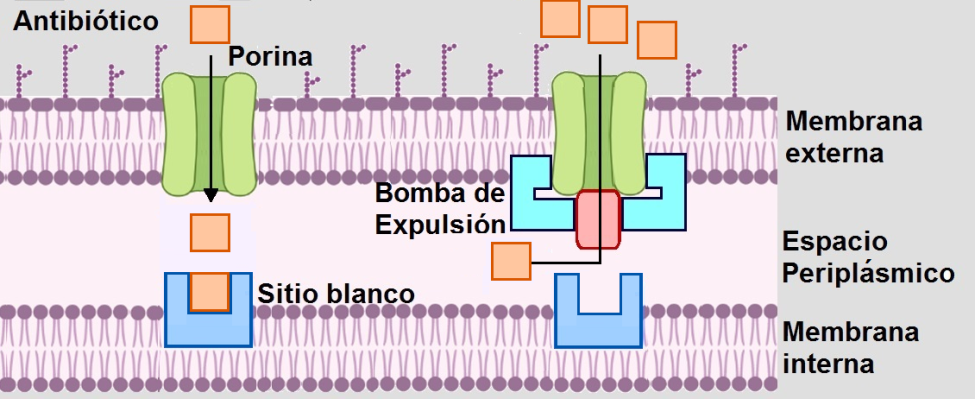 Antibiótico
Porina
Membrana
externa
Bomba de
Expulsión
Espacio
Periplásmico
Sitio blanco
Membrana
interna